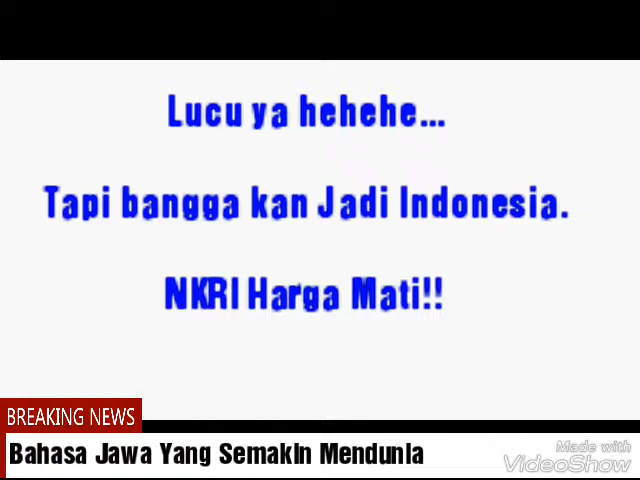 Lucu ya hehehe...
Tapi bangga kan Jadi Indonesia.
NKRI Harga Mati!!
BREAKING NEWS
Bahasa Jawa Yang Semakin Mendunia
Made with
VideoShow